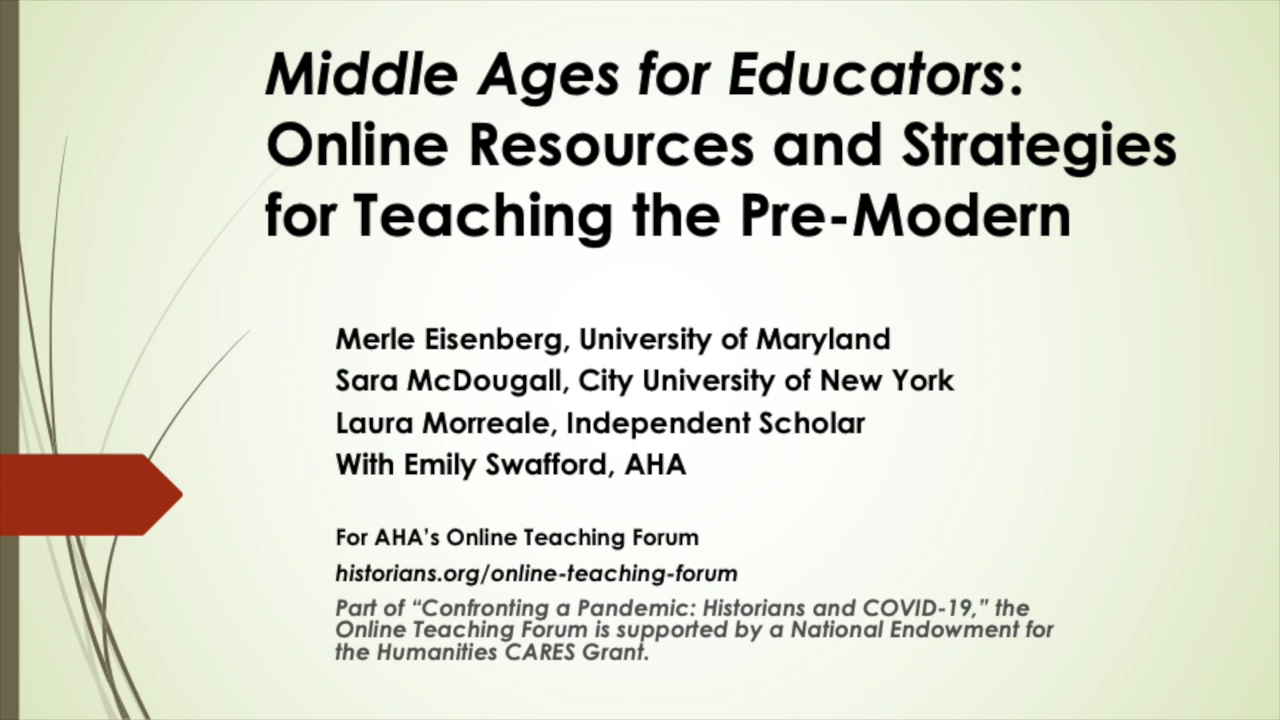 Middle Ages for Educators:
Online Resources and Strategies
for Teaching the Pre-Modern
Merle Eisenberg, University of Maryland
Sara McDougall, City University of New York
Laura Morreale, Independent Scholar
With Emily Swafford, AHA
For AHA’s Online Teaching Forum
historians.org/online-teaching-forum
Part of “Confronting a Pandemic: Historians and COVID-19,” the
Online Teaching Forum is supported by a National Endowment for
the Humanities CARES Grant.